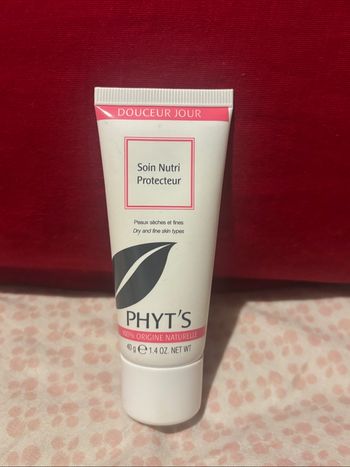 DOUCEUR JOUR
Soin Nutri
Protecteur
Peaux sèches et fines
Dry and fine skin types
PHYT'S
100% ORIGINE NATURELLE
40 g ℮ 1.4 OZ. NET WT